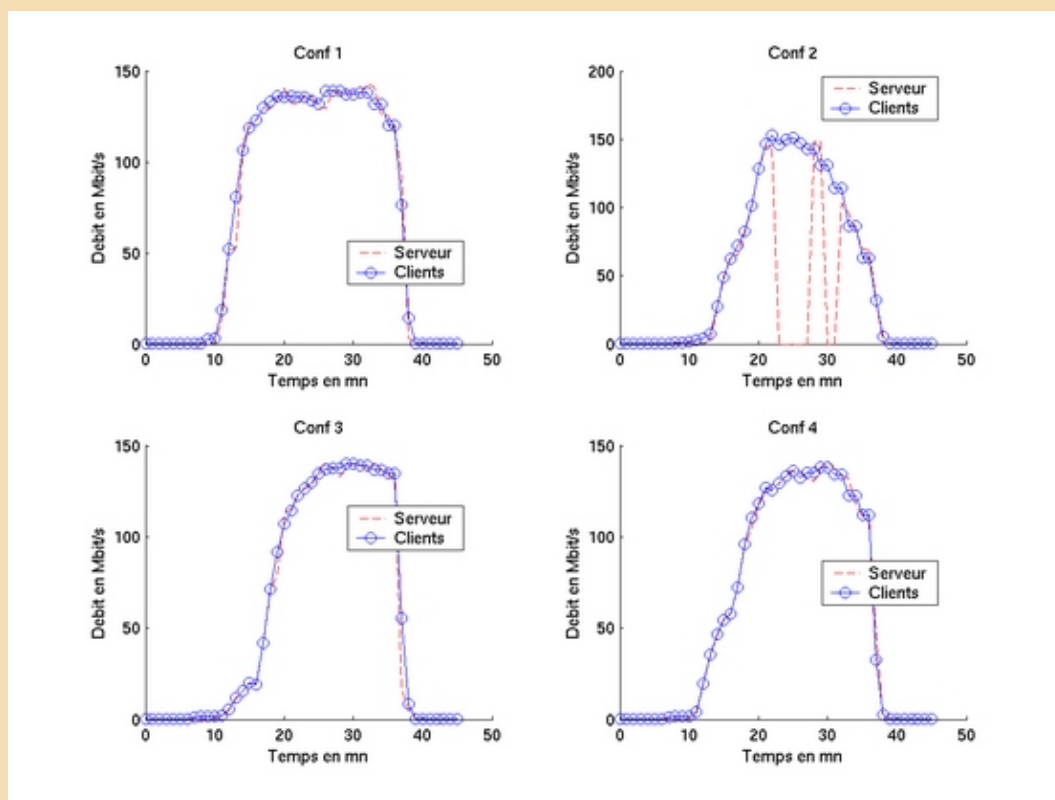 Conf 1
150
100
50
0
Debit en Mbit/s
Serveur
Clients
0 10 20 30 40 50
Temps en mn
Conf 2
200
150
100
50
0
Debit en Mbit/s
Serveur
Clients
0 10 20 30 40 50
Temps en mn
Conf 3
150
100
50
0
Debit en Mbit/s
Serveur
Clients
0 10 20 30 40 50
Temps en mn
Conf 4
150
100
50
0
Debit en Mbit/s
Serveur
Clients
0 10 20 30 40 50
Temps en mn